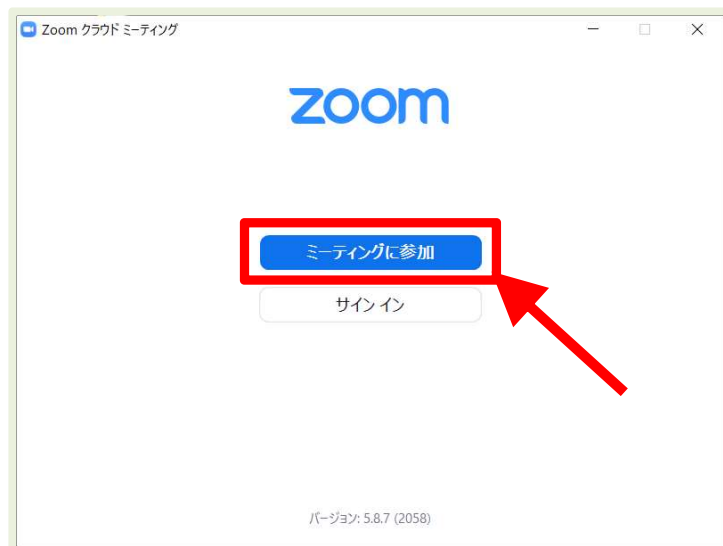 Zoom クラウド ミーティング
zoom
ミーティングに参加
サイン イン
バージョン: 5.8.7 (2058)